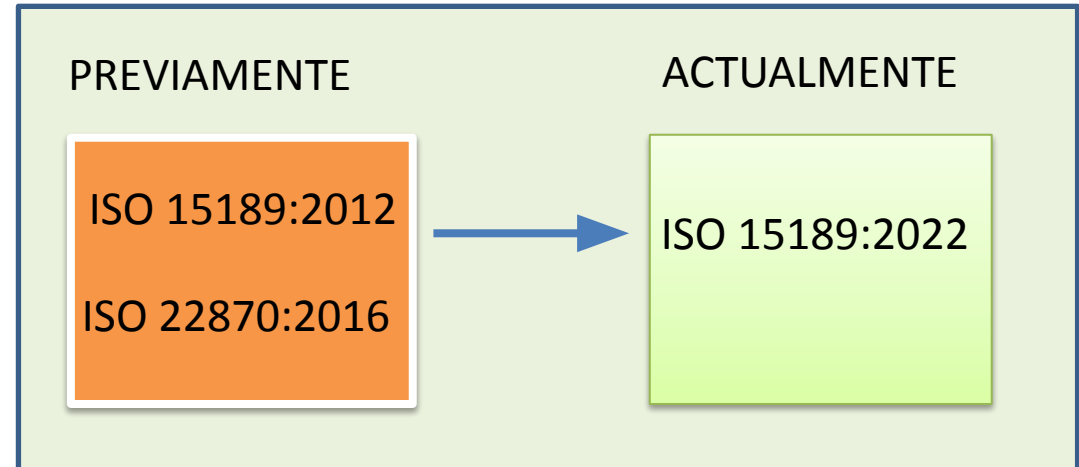 PREVIAMENTE
ISO 15189:2012
ISO 22870:2016
ACTUALMENTE
ISO 15189:2022